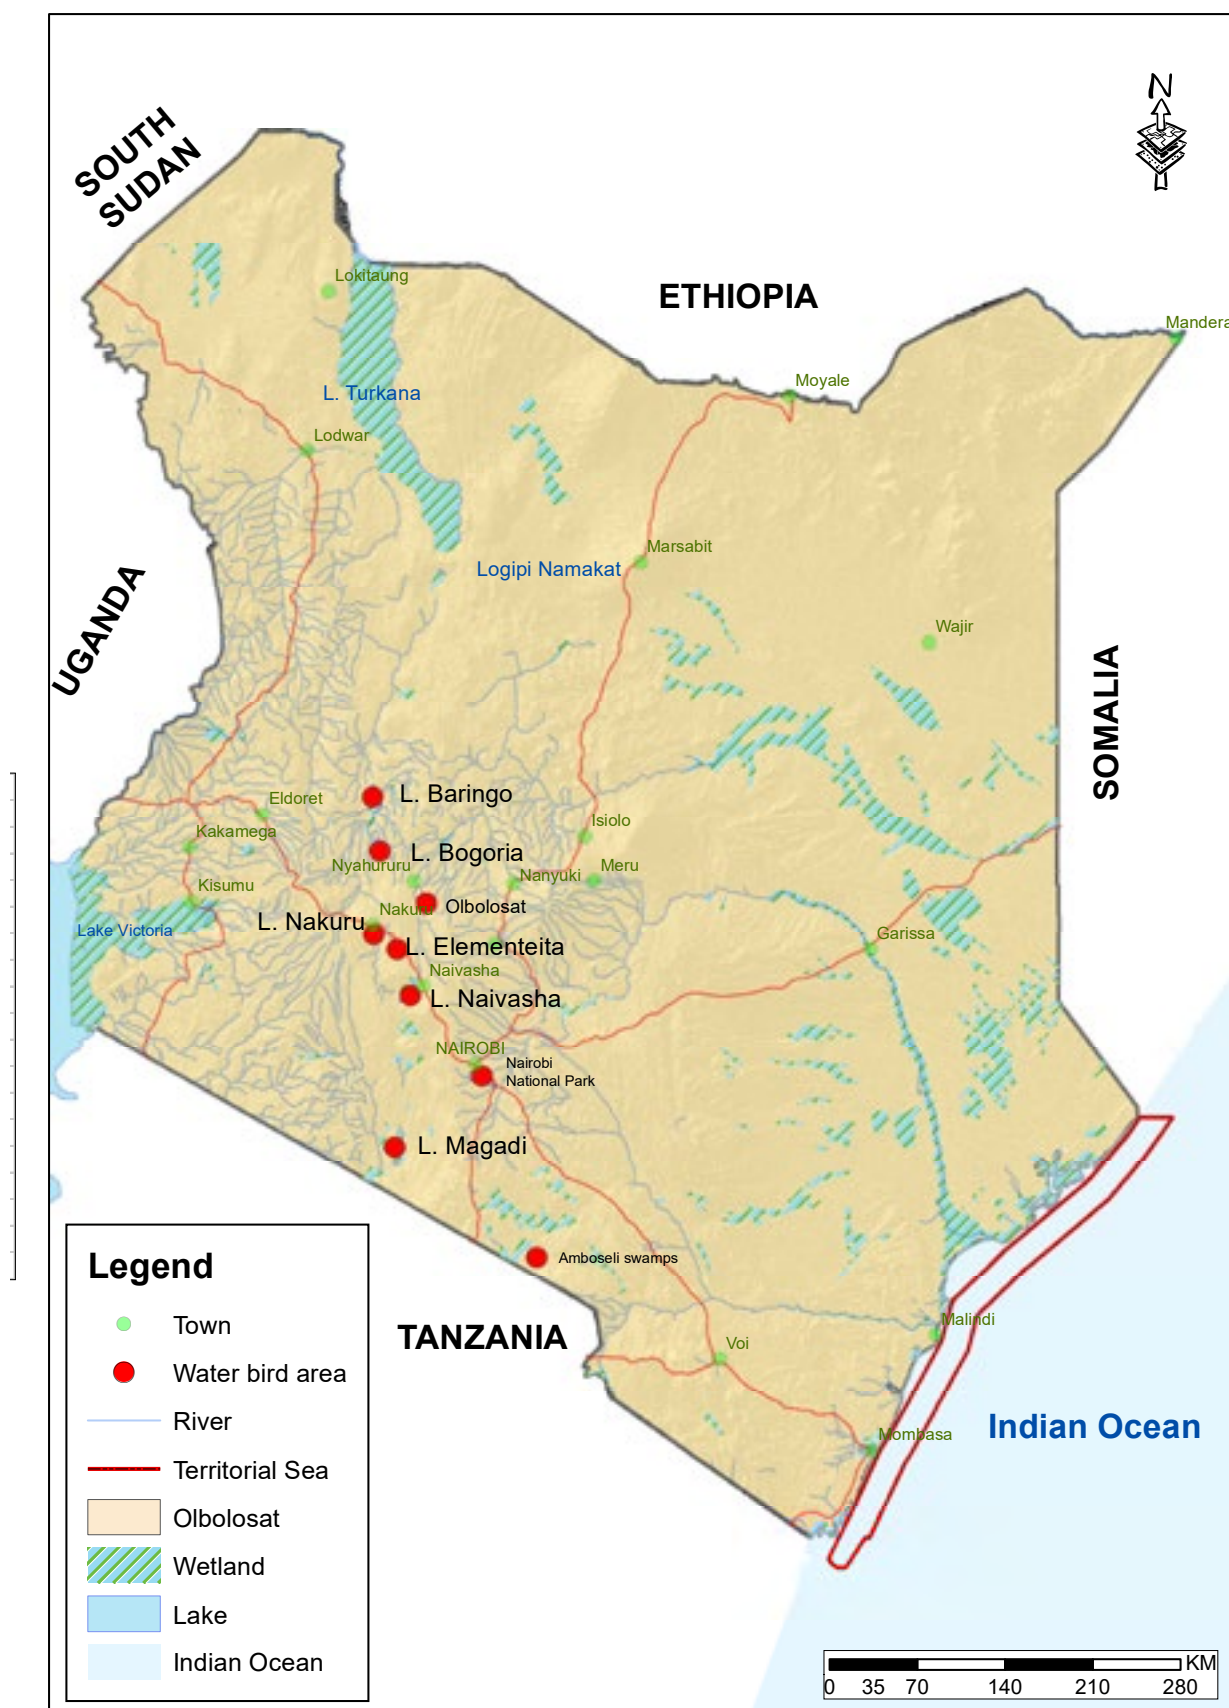 N
SOUTH
SUDAN
ETHIOPIA
Lokitaung
Mandera
Moyale
L. Turkana
Lodwar
Marsabit
Logipi Namakat
UGANDA
Wajir
SOMALIA
L. Baringo
Eldoret
Isiolo
Kakamega
L. Bogoria
Nyahururu
Meru
Nanyuki
Kisumu
Olbolosat
Nakuru
L. Nakuru
Lake Victoria
Garissa
L. Elementeita
Naivasha
L. Naivasha
NAIROBI
Nairobi
National Park
L. Magadi
Amboseli swamps
Malindi
TANZANIA
Voi
Indian Ocean
Mombasa
Legend
Town
Water bird area
River
Territorial Sea
Olbolosat
Wetland
Lake
Indian Ocean
KM
0 35 70 140 210 280